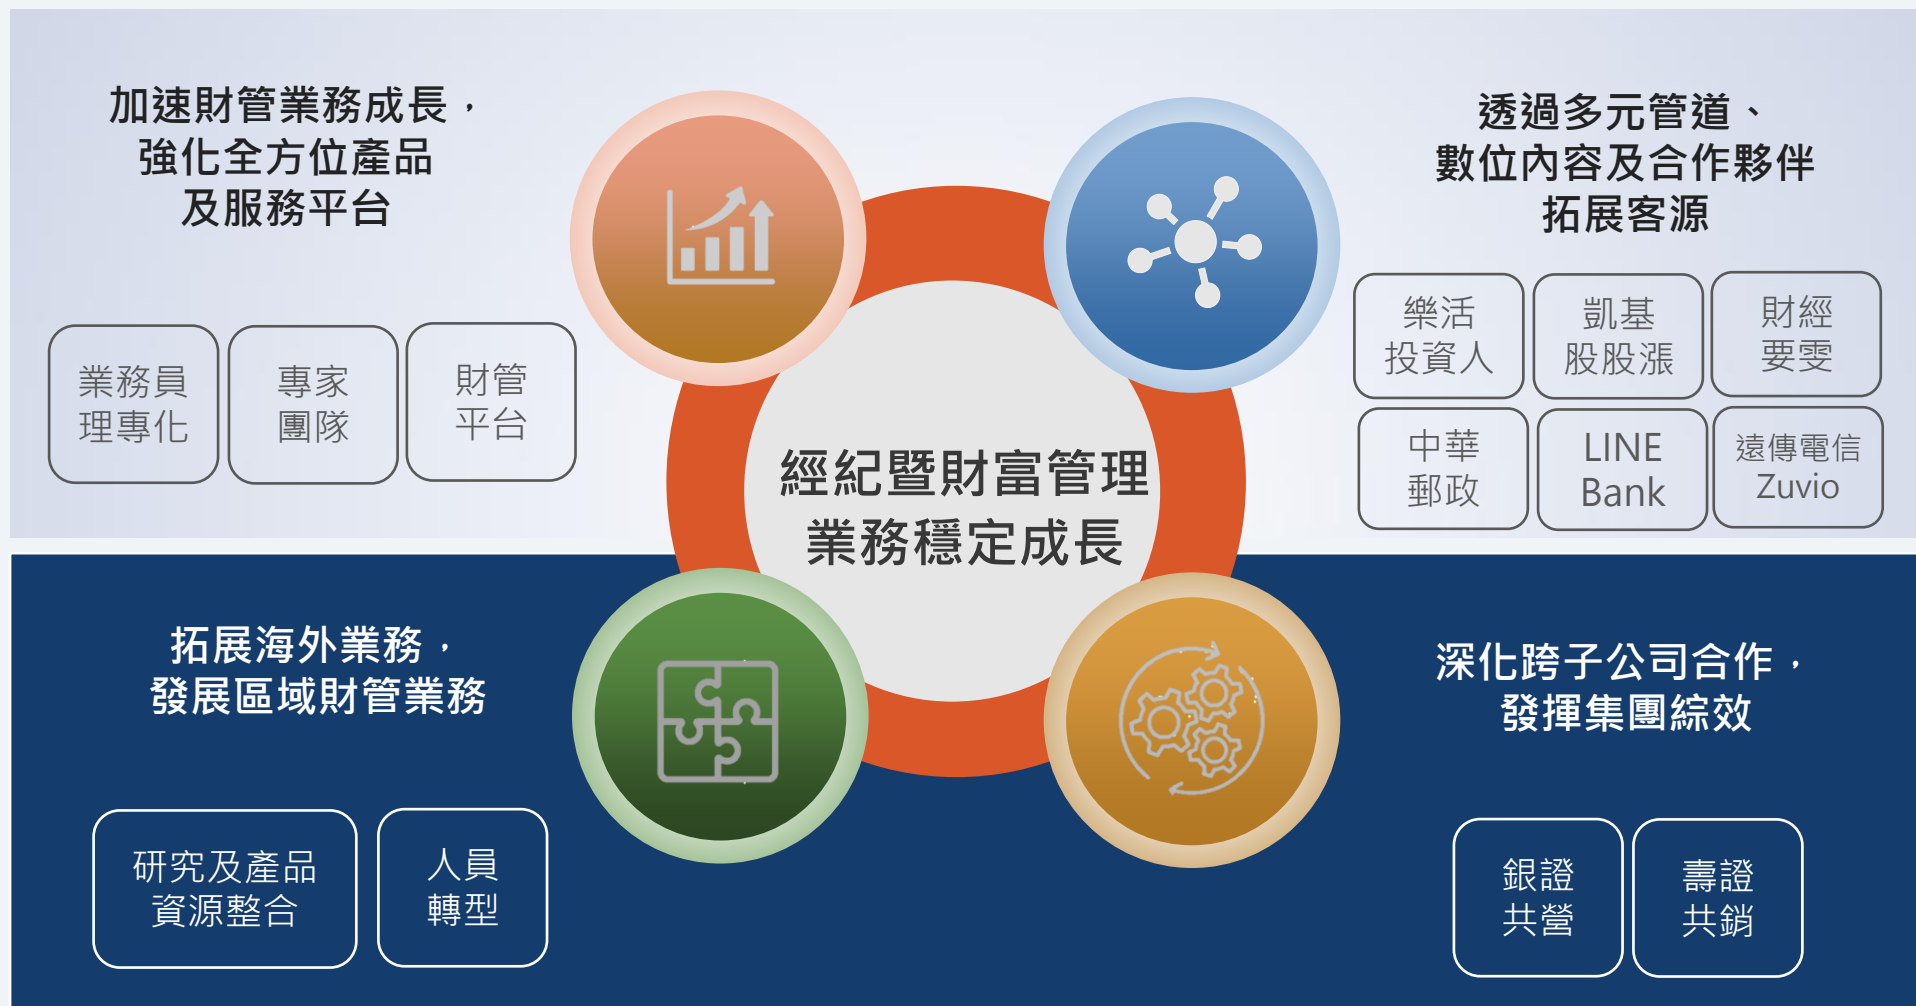 加速財管業務成長，
強化全方位產品
及服務平台
業務員
理專化
專家
團隊
財管
平台
透過多元管道、
數位內容及合作夥伴
拓展客源
樂活
投資人
凱基
股股漲
財經
要雯
中華
郵政
LINE
Bank
遠傳電信
Zuvio
經紀暨財富管理
業務穩定成長
拓展海外業務，
發展區域財管業務
研究及產品
資源整合
人員
轉型
深化跨子公司合作，
發揮集團綜效
銀證
共營
壽證
共銷